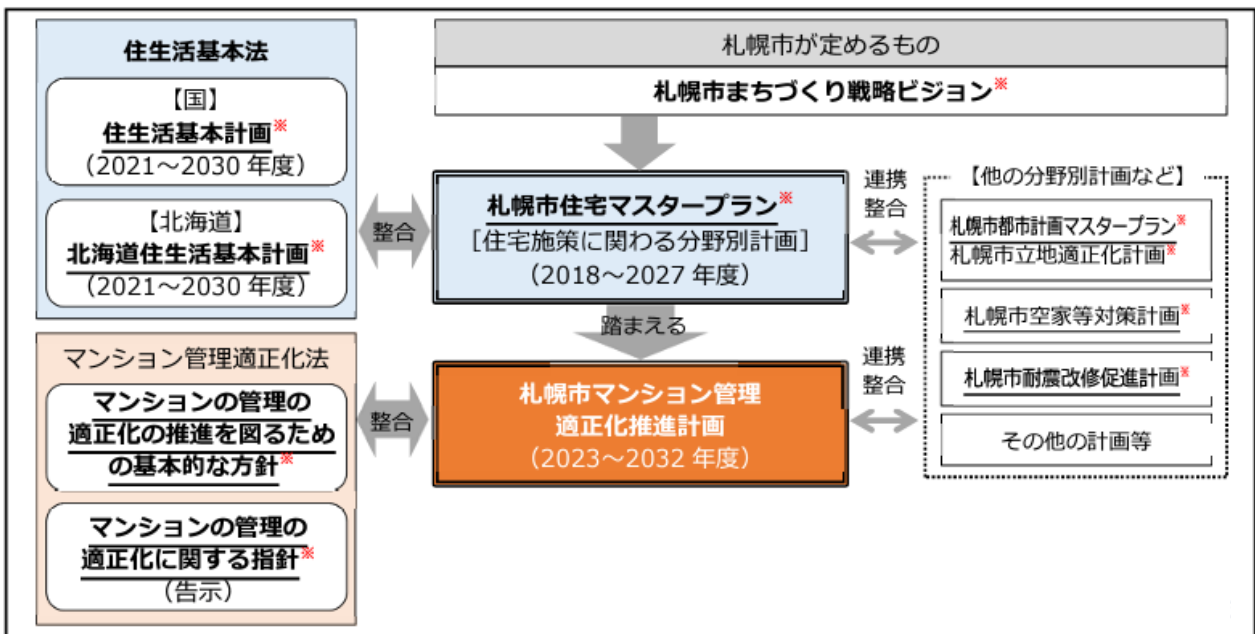 住生活基本法
【国】
住生活基本計画※
（2021～2030 年度）
【北海道】
北海道住生活基本計画※
（2021～2030 年度）
マンション管理適正化法
マンションの管理の
適正化の推進を図るため
の基本的な方針※
マンションの管理の
適正化に関する指針※
（告示）
整合
整合
札幌市が定めるもの
札幌市まちづくり戦略ビジョン※
札幌市住宅マスタープラン※
［住宅施策に関わる分野別計画］
（2018～2027 年度）
踏まえる
札幌市マンション管理
適正化推進計画
（2023～2032 年度）
連携
整合
連携
整合
【他の分野別計画など】
札幌市都市計画マスタープラン※
札幌市立地適正化計画※
札幌市空家等対策計画※
札幌市耐震改修促進計画※
その他の計画等